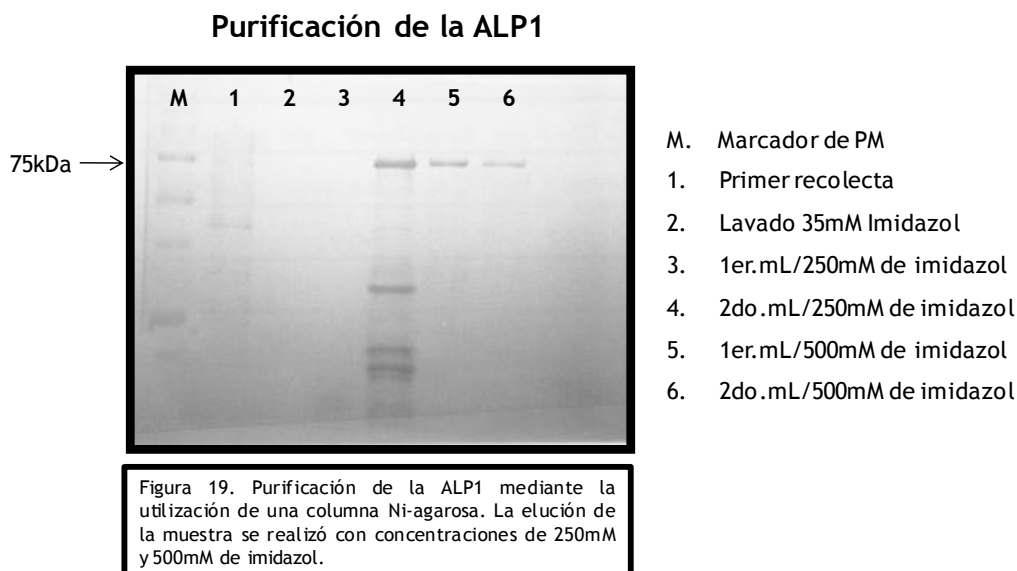 Purificación de la ALP1
M 1 2 3 4 5 6
75kDa
M. Marcador de PM
1. Primer recolecta
2. Lavado 35mM Imidazol
3. 1er.mL/250mM de imidazol
4. 2do.mL/250mM de imidazol
5. 1er.mL/500mM de imidazol
6. 2do.mL/500mM de imidazol
Figura 19. Purificación de la ALP1 mediante la
utilización de una columna Ni-agarosa. La elución de
la muestra se realizó con concentraciones de 250mM
y 500mM de imidazol.